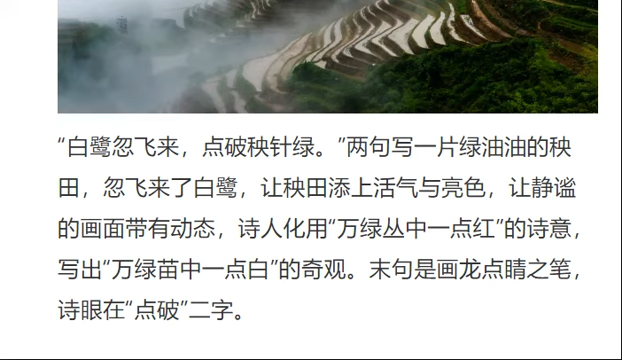 “白鹭忽飞来，点破秧针绿。”两句写一片绿油油的秧
田，忽飞来了白鹭，让秧田添上活气与亮色，让静谧
的画面带有动态，诗人化用“万绿丛中一点红”的诗意，
写出“万绿苗中一点白”的奇观。末句是画龙点睛之笔，
诗眼在“点破”二字。